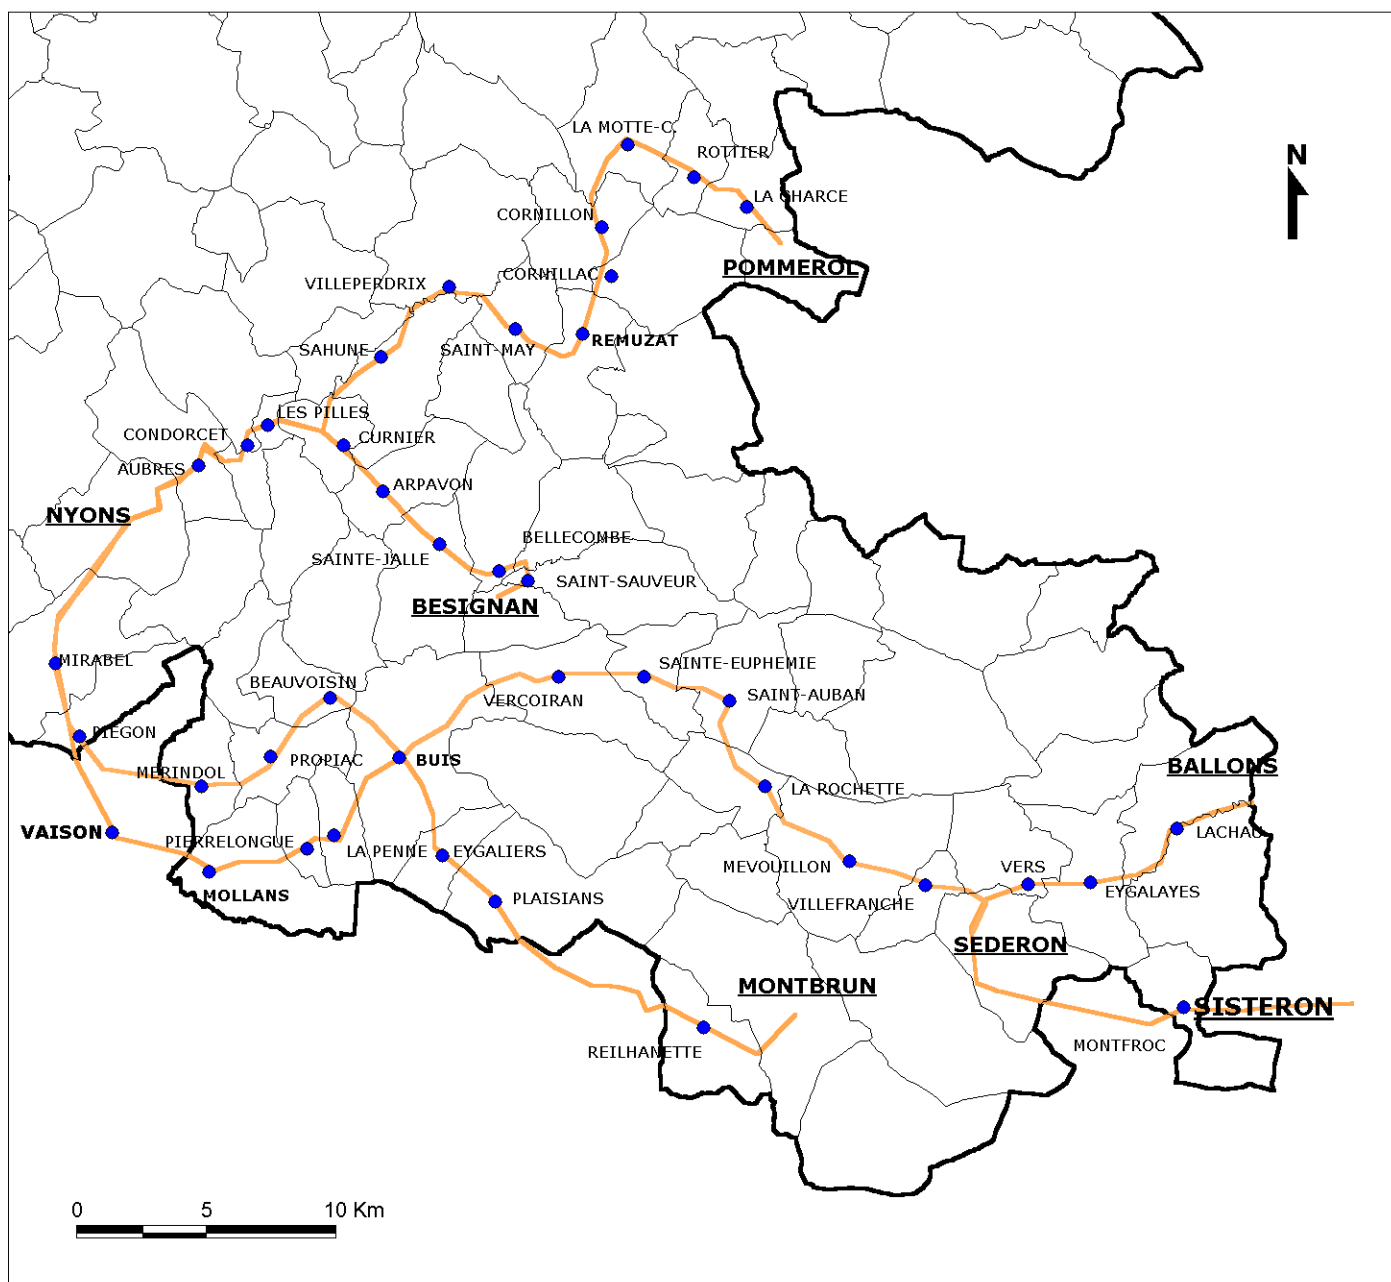 LA MOTTE-C.
N
ROTTIER
LA CHARCE
CORNILLON
POMMEROL
CORNILLAC
VILLEPERDRIX
REMUZAT
SAHUNE
SAINT-MAY
LES PILLES
CONDORCET
CURNIER
AUBRES
ARPAVON
NYONS
BELLECOMBE
SAINTE-JALLE
SAINT-SAUVEUR
BESIGNAN
MIRABEL
SAINTE-EUPHEMIE
BEAUVOISIN
SAINT-AUBAN
VERCOIRAN
PIEGON
BUIS
PROPIAC
BALLONS
MERINDOL
LA ROCHETTE
VAISON
LACHAU
PIERRELONGUE
LA PENNE
EYGALIERS
MEVOUILLON
VERS
EYGALAYES
MOLLANS
PLAISIANS
VILLEFRANCHE
SEDERON
MONTBRUN
SISTERON
MONTFROC
REILHANETTE
0 5 10 Km